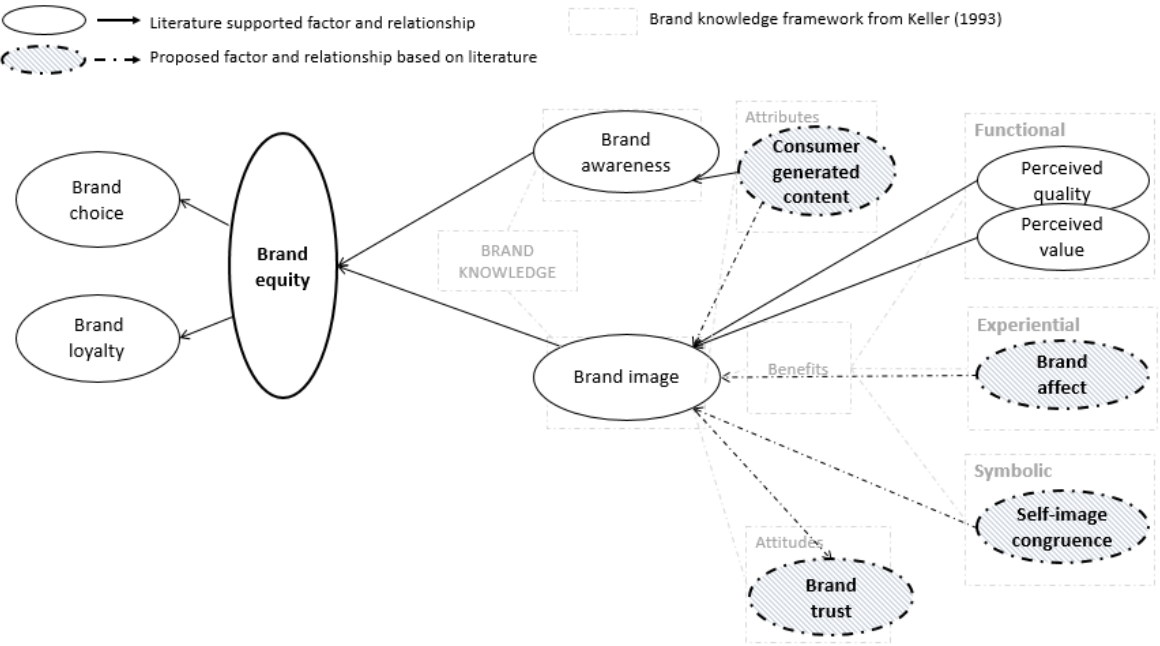 Literature supported factor and relationship
Brand knowledge framework from Keller (1993)
Proposed factor and relationship based on literature
Attributes
Consumer
generated
content
Functional
Perceived
quality
Perceived
value
Brand
awareness
Brand
choice
Brand
equity
BRAND
KNOWLEDGE
Brand
loyalty
Brand image
Benefits
Experiential
Brand
affect
Symbolic
Self-image
congruence
Attitudes
Brand
trust